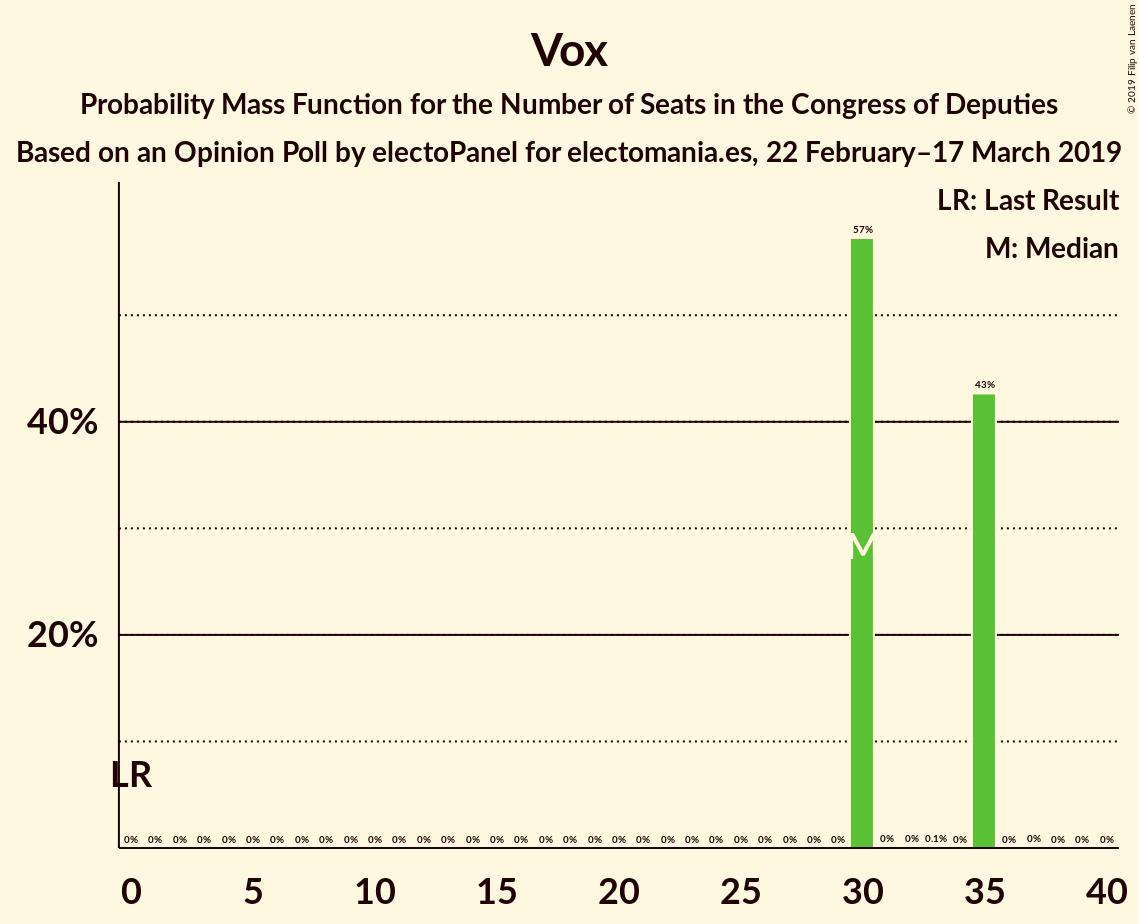 Vox
Probability Mass Function for the Number of Seats in the Congress of Deputies
Based on an Opinion Poll by electoPanel for electomania.es, 22 February–17 March 2019
© 2019 Filip van Laenen
LR: Last Result
M: Median
57%
43%
40%
M
20%
LR
0% 0% 0% 0% 0% 0% 0% 0% 0% 0% 0% 0% 0% 0% 0% 0% 0% 0% 0% 0% 0% 0% 0% 0% 0% 0% 0% 0% 0% 0% 0% 0% 0.1% 0% 0% 0% 0% 0% 0%
0 5 10 15 20 25 30 35 40